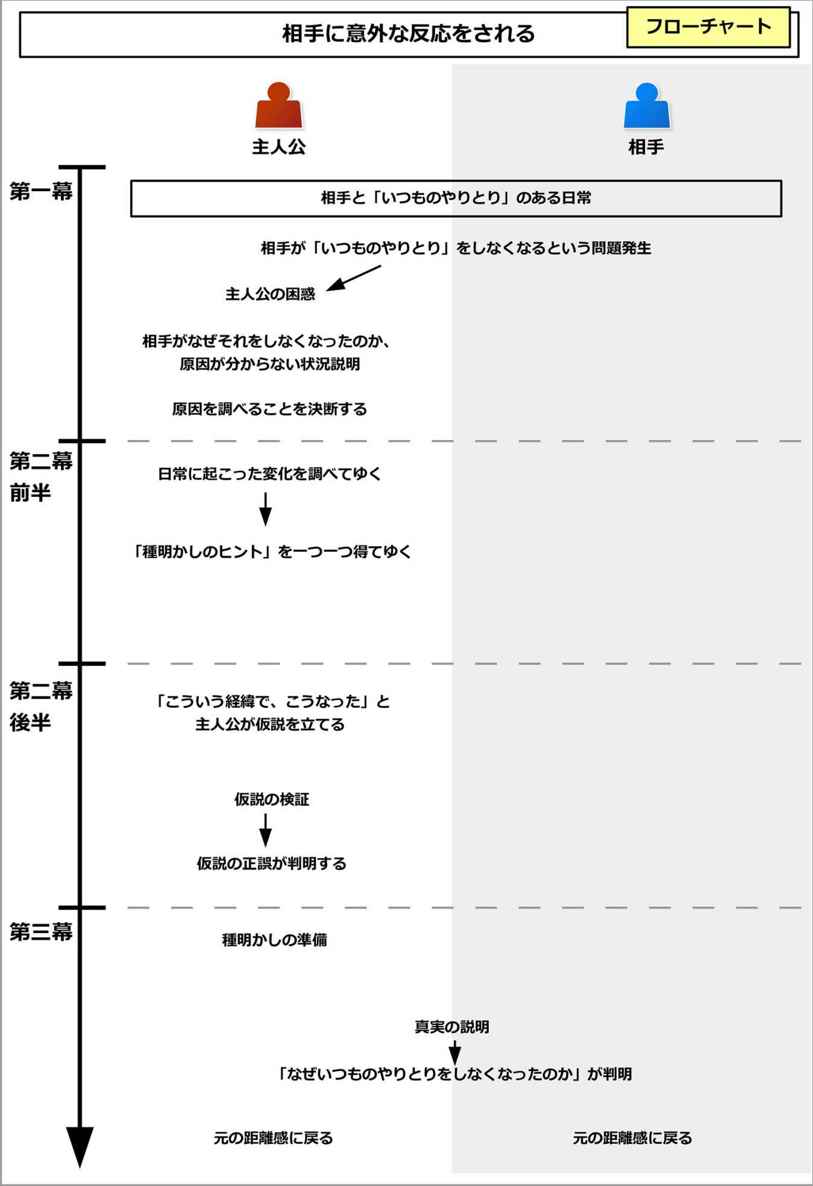 相手に意外な反応をされる
フローチャート
主人公
相手
第一幕
相手と「いつものやりとり」のある日常
相手が「いつものやりとり」をしなくなるという問題発生
主人公の困惑
相手がなぜそれをしなくなったのか、
原因が分からない状況説明
原因を調べることを決断する
第二幕
前半
日常に起こった変化を調べてゆく
「種明かしのヒント」を一つ一つ得てゆく
第二幕
後半
「こういう経緯で、こうなった」と
主人公が仮説を立てる
仮説の検証
仮説の正誤が判明する
第三幕
種明かしの準備
真実の説明
「なぜいつものやりとりをしなくなったのか」が判明
元の距離感に戻る
元の距離感に戻る